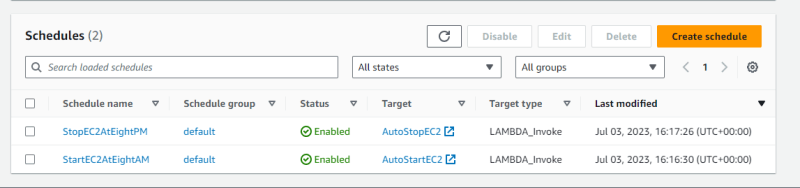 Schedules (2)
Disable
Edit
Delete
Create schedule
Search loaded schedules
All states
All groups
1
Schedule name Schedule group Status Target Target type Last modified
StopEC2AtEightPM default Enabled AutoStopEC2 LAMBDA_Invoke Jul 03, 2023, 16:17:26 (UTC+00:00)
StartEC2AtEightAM default Enabled AutoStartEC2 LAMBDA_Invoke Jul 03, 2023, 16:16:30 (UTC+00:00)